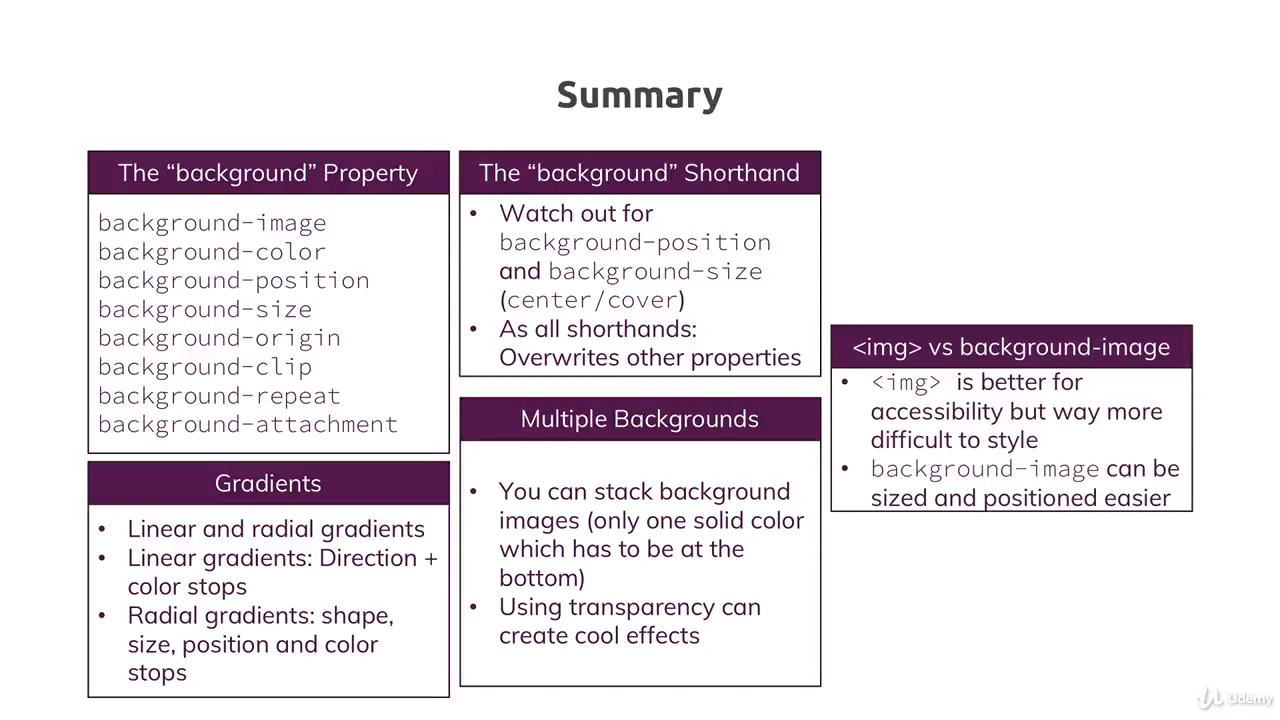 Summary
The “background” Property
background-image
background-color
background-position
background-size
background-origin
background-clip
background-repeat
background-attachment
Gradients
• Linear and radial gradients
• Linear gradients: Direction +
color stops
• Radial gradients: shape,
size, position and color
stops
The “background” Shorthand
• Watch out for
background-position
and background-size
(center/cover)
• As all shorthands:
Overwrites other properties
Multiple Backgrounds
• You can stack background
images (only one solid color
which has to be at the
bottom)
• Using transparency can
create cool effects
<img> vs background-image
• <img> is better for
accessibility but way more
difficult to style
• background-image can be
sized and positioned easier
Udemy